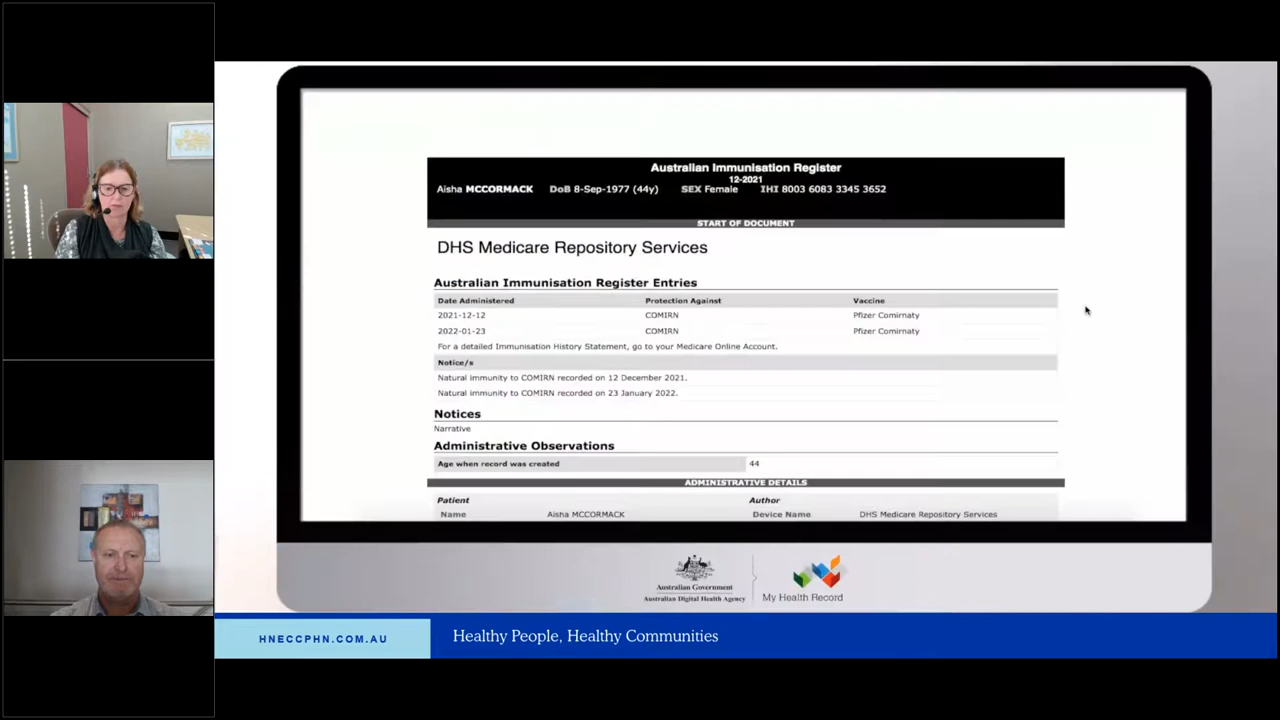 Australian Immunisation Register
12-2021
Aisha MCCORMACK DoB 8-Sep-1977 (44y) SEX Female IHI 8003 6083 3345 3652
START OF DOCUMENT
DHS Medicare Repository Services
Australian Immunisation Register Entries
Date Administered Protection Against Vaccine
2021-12-12 COMIRN Pfizer Comirnaty
2022-01-23 COMIRN Pfizer Comirnaty
For a detailed Immunisation History Statement, go to your Medicare Online Account.
Notice/s
Natural immunity to COMIRN recorded on 12 December 2021.
Natural immunity to COMIRN recorded on 23 January 2022.
Notices
Narrative
Administrative Observations
Age when record was created 44
ADMINISTRATIVE DETAILS
Patient Author
Name Aisha MCCORMACK Device Name DHS Medicare Repository Services
Australian Government
Australian Digital Health Agency
My Health Record
HNECCPHN.COM.AU
Healthy People, Healthy Communities